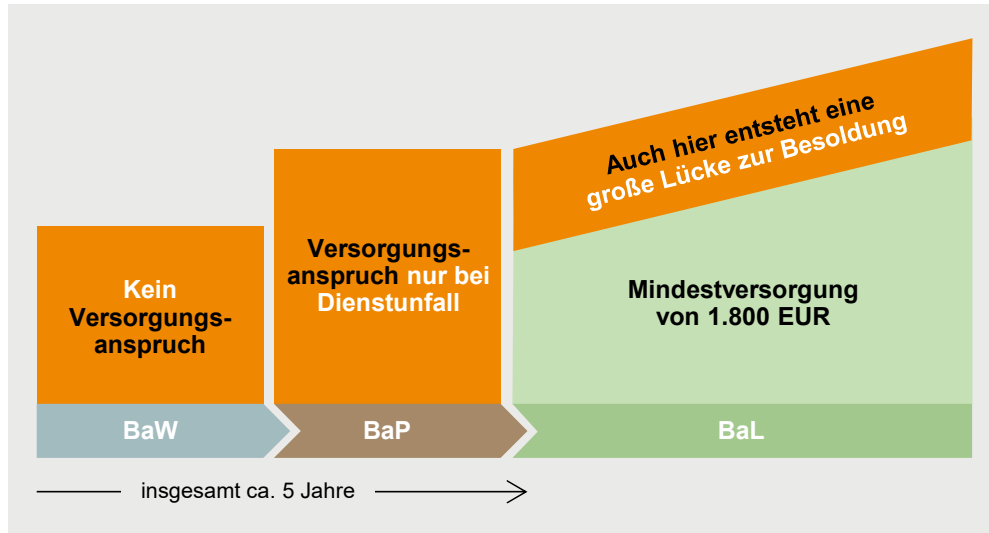 Auch hier entsteht eine
große Lücke zur Besoldung
Kein
Versorgungs-
anspruch
Versorgungs-
anspruch nur bei
Dienstunfall
Mindestversorgung
von 1.800 EUR
BaW
BaP
BaL
insgesamt ca. 5 Jahre